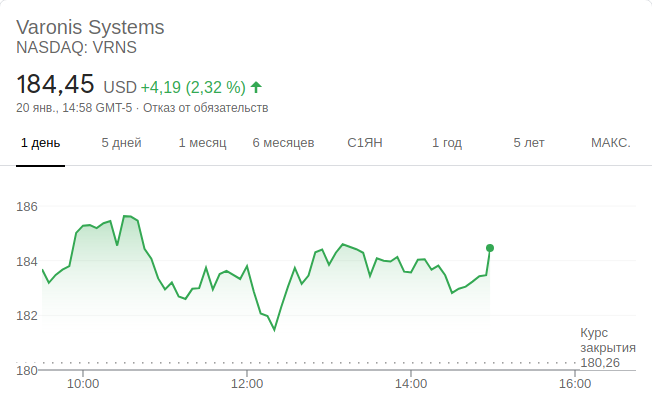 Varonis Systems
NASDAQ: VRNS
184,45 USD +4,19 (2,32 %)
20 янв., 14:58 GMT-5 · Отказ от обязательств
1 день 5 дней 1 месяц 6 месяцев С1ЯН 1 год 5 лет МАКС.
186
184
182
Курс
закрытия
180,26
180
10:00 12:00 14:00 16:00